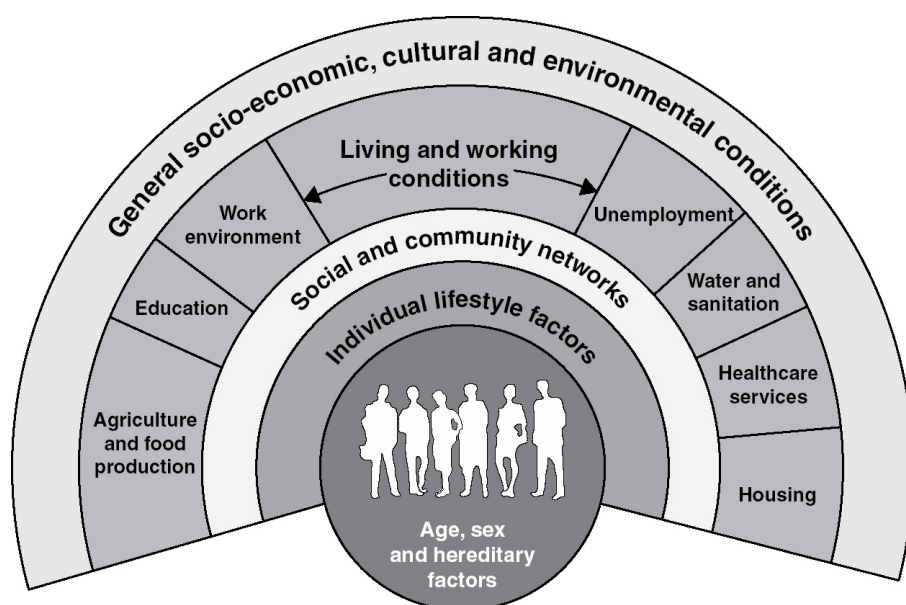 General socio-economic, cultural and environmental conditions
Living and working
conditions
Agriculture
and food
production
Education
Work
environment
Unemployment
Water and
sanitation
Healthcare
services
Housing
Social and community networks
Individual lifestyle factors
Age, sex
and hereditary
factors